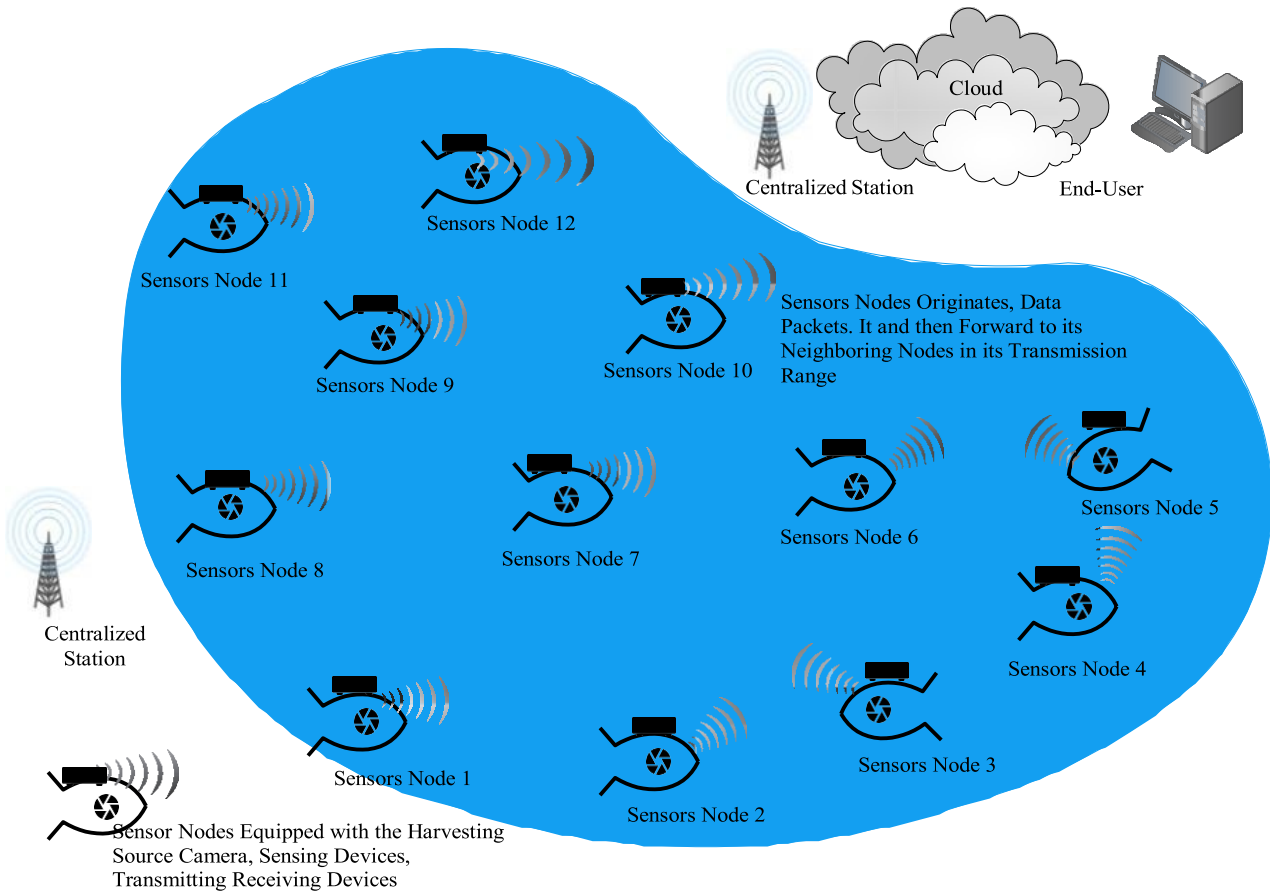 Cloud
Centralized Station
End-User
Sensors Node 12
Sensors Node 11
Sensors Nodes Originates, Data
Packets. It and then Forward to its
Neighboring Nodes in its Transmission
Range
Sensors Node 10
Sensors Node 9
Sensors Node 5
Sensors Node 6
Sensors Node 7
Sensors Node 8
Centralized
Station
Sensors Node 4
Sensors Node 3
Sensors Node 1
Sensors Node 2
Sensor Nodes Equipped with the Harvesting
Source Camera, Sensing Devices,
Transmitting Receiving Devices